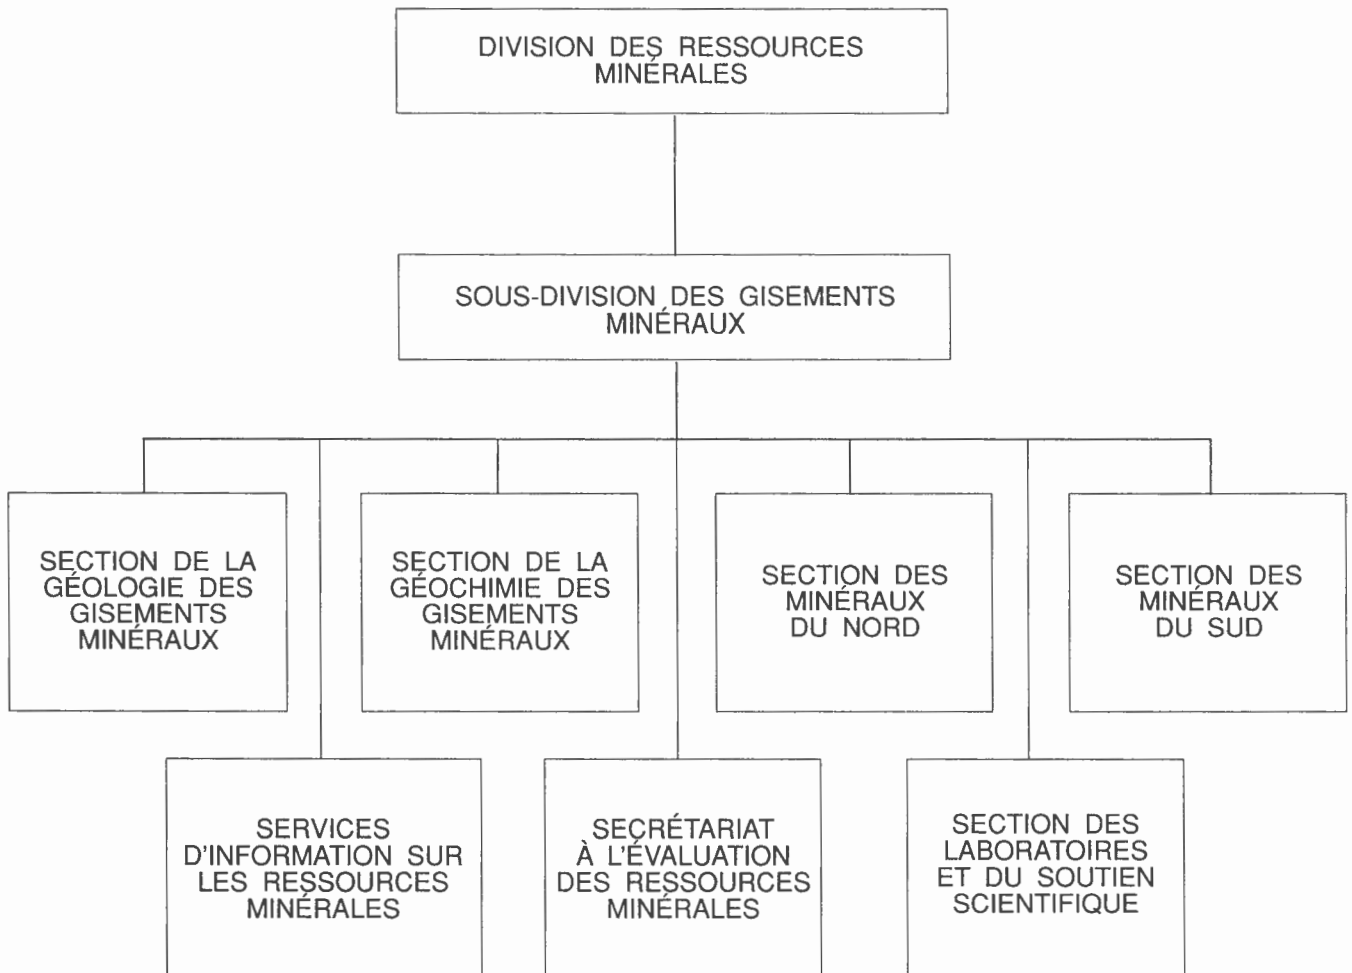 DIVISION DES RESSOURCES
MINÉRALES
SOUS-DIVISION DES GISEMENTS
MINÉRAUX
SECTION DE LA
GÉOLOGIE DES
GISEMENTS
MINÉRAUX
SECTION DE LA
GÉOCHIMIE DES
GISEMENTS
MINÉRAUX
SECTION DES
MINÉRAUX
DU NORD
SECTION DES
MINÉRAUX
DU SUD
SERVICES
D'INFORMATION SUR
LES RESSOURCES
MINÉRALES
SECRÉTARIAT
À L'ÉVALUATION
DES RESSOURCES
MINÉRALES
SECTION DES
LABORATOIRES
ET DU SOUTIEN
SCIENTIFIQUE